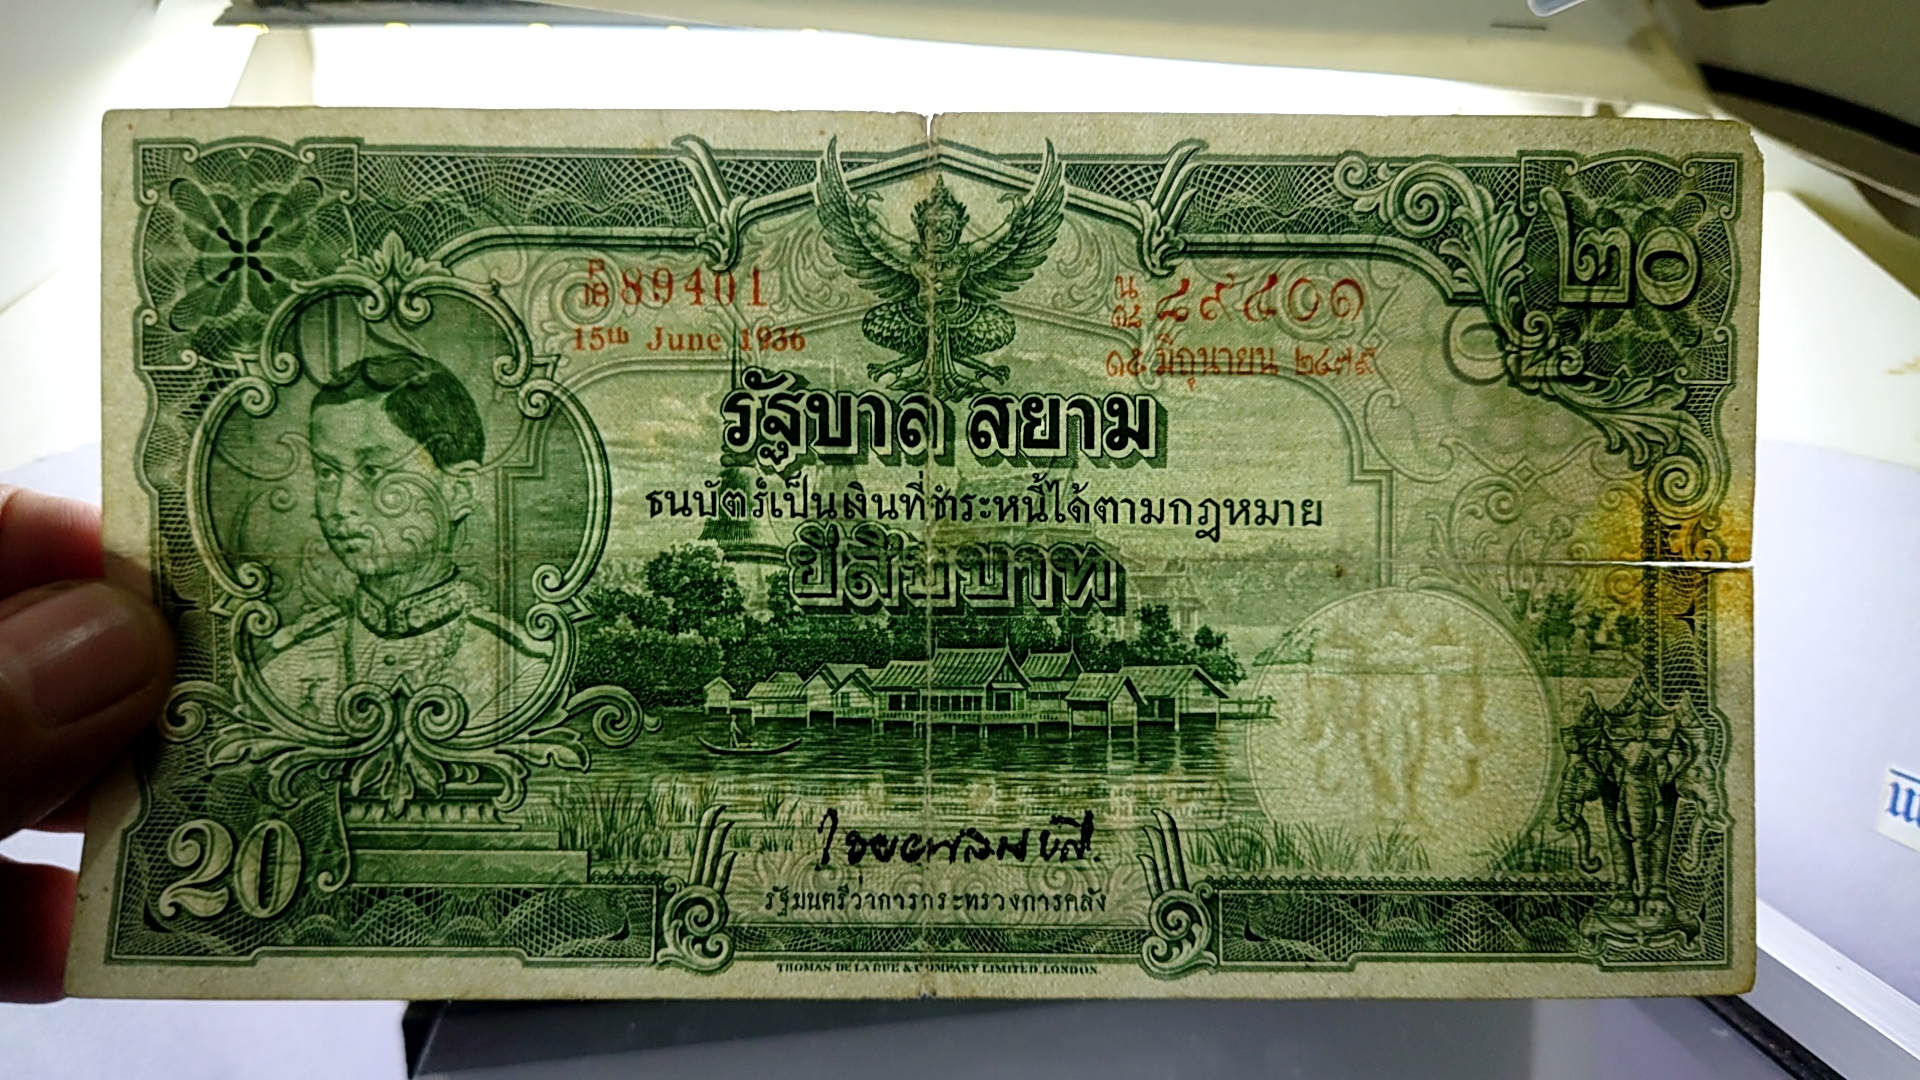 ๒๐
P/18 89401
น/๑๘ ๘๙๔๐๑
15th June 1936
๑๕ มิถุนายน ๒๔๗๙
รัฐบาล สยาม
ธนบัตร์เป็นเงินที่ชำระหนี้ได้ตามกฎหมาย
ยี่สิบบาท
20
รัฐมนตรีว่าการกระทรวงการคลัง
THOMAS DE LA RUE & COMPANY LIMITED, LONDON.